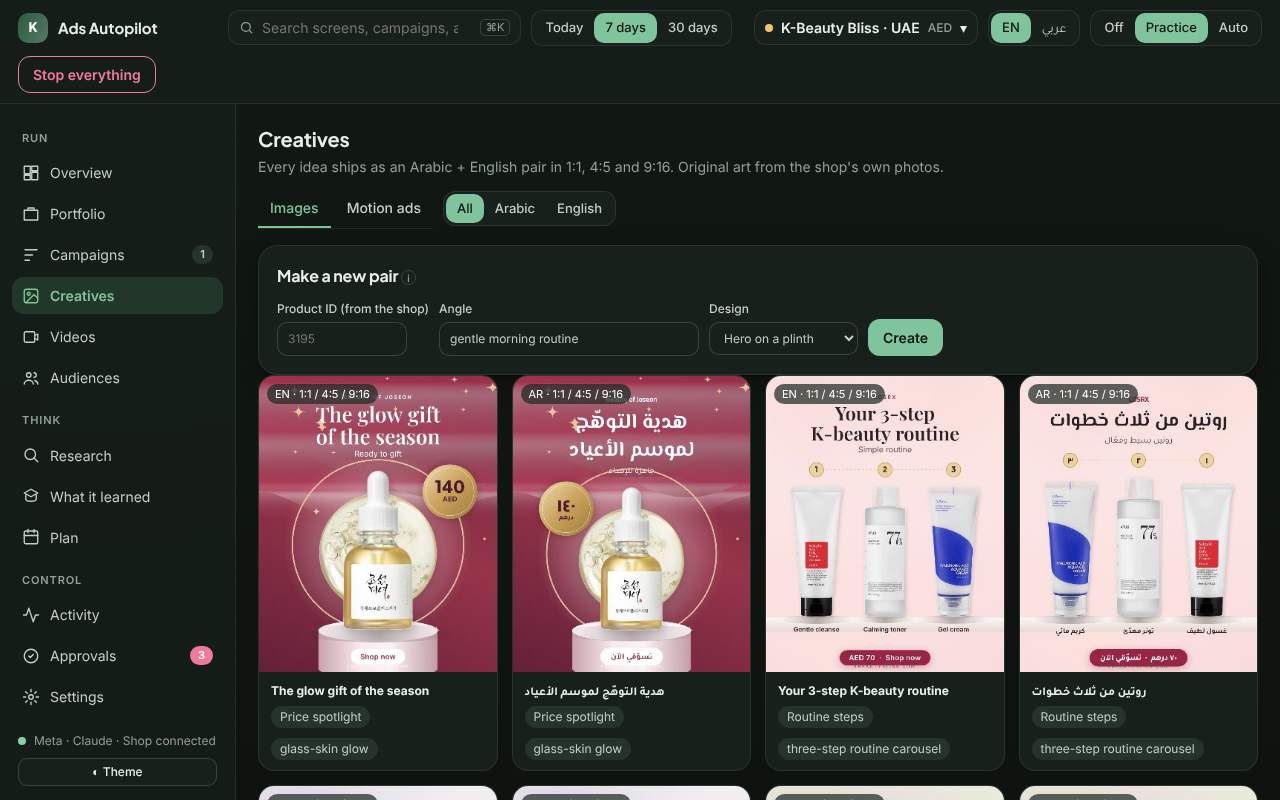 K
Ads Autopilot
Search screens, campaigns, a
⌘K
Today
7 days
30 days
K-Beauty Bliss · UAE AED ▾
EN
عربي
Off
Practice
Auto
Stop everything
RUN
Overview
Portfolio
Campaigns 1
Creatives
Videos
Audiences
THINK
Research
What it learned
Plan
CONTROL
Activity
Approvals 3
Settings
Meta · Claude · Shop connected
Theme
Creatives
Every idea ships as an Arabic + English pair in 1:1, 4:5 and 9:16. Original art from the shop's own photos.
Images
Motion ads
All
Arabic
English
Make a new pair i
Product ID (from the shop)
Angle
Design
3195
gentle morning routine
Hero on a plinth
Create
EN · 1:1 / 4:5 / 9:16
The glow gift
of the season
Ready to gift
140
AED
Shop now
The glow gift of the season
Price spotlight
glass-skin glow
AR · 1:1 / 4:5 / 9:16
of Joseon
هدية التوهّج
لموسم الأعياد
جاهزة للإهداء
١٤٠
درهم
تسوّقي الآن
هدية التوهّج لموسم الأعياد
Price spotlight
glass-skin glow
EN · 1:1 / 4:5 / 9:16
Your 3-step
K-beauty routine
Simple routine
1
2
3
77
Gentle cleanse
Calming toner
Gel cream
AED 70 · Shop now
Your 3-step K-beauty routine
Routine steps
three-step routine carousel
AR · 1:1 / 4:5 / 9:16
روتين من ثلاث خطوات
روتين بسيط وفعّال
١
٢
٣
77
غسول لطيف
تونر مهدّئ
كريم مائي
٧٠ درهم · تسوّقي الآن
روتين من ثلاث خطوات
Routine steps
three-step routine carousel